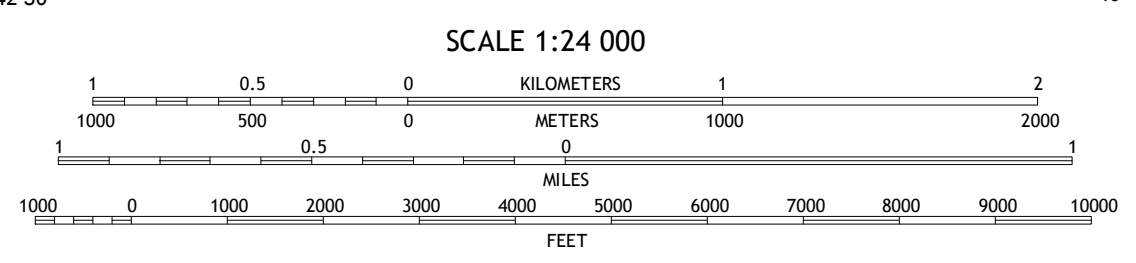 SCALE 1:24 000
1 0.5 0 KILOMETERS 1 2
1000 500 0 METERS 1000 2000
1 0.5 0 1
MILES
1000 0 1000 2000 3000 4000 5000 6000 7000 8000 9000 10000
FEET